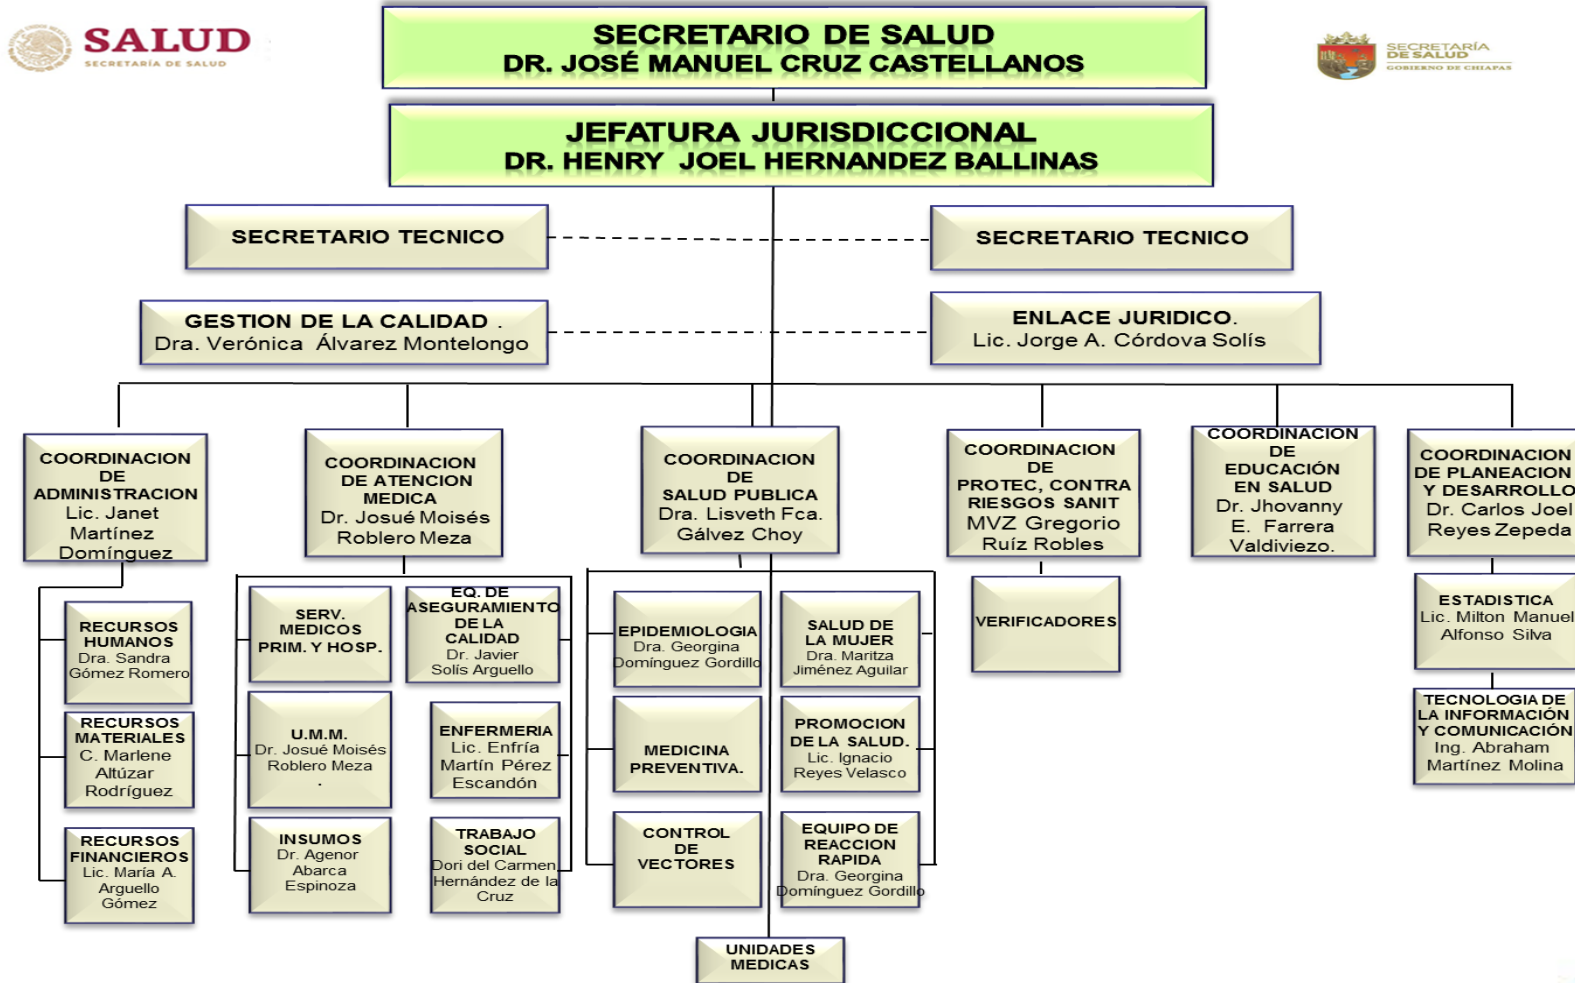 SALUD
SECRETARÍA DE SALUD
SECRETARIO DE SALUD
DR. JOSÉ MANUEL CRUZ CASTELLANOS
SECRETARÍA
DE SALUD
GOBIERNO DE CHIAPAS
JEFATURA JURISDICCIONAL
DR. HENRY JOEL HERNANDEZ BALLINAS
SECRETARIO TECNICO
SECRETARIO TECNICO
GESTION DE LA CALIDAD .
Dra. Verónica Álvarez Montelongo
ENLACE JURIDICO.
Lic. Jorge A. Córdova Solís
COORDINACION
DE
ADMINISTRACION
Lic. Janet
Martínez
Domínguez
COORDINACION
DE ATENCION
MEDICA
Dr. Josué Moisés
Roblero Meza
COORDINACION
DE
SALUD PUBLICA
Dra. Lisveth Fca.
Gálvez Choy
COORDINACION
DE
PROTEC, CONTRA
RIESGOS SANIT
MVZ Gregorio
Ruíz Robles
COORDINACION
DE
EDUCACIÓN
EN SALUD
Dr. Jhovanny
E. Farrera
Valdiviezo.
COORDINACION
DE PLANEACION
Y DESARROLLO
Dr. Carlos Joel
Reyes Zepeda
RECURSOS
HUMANOS
Dra. Sandra
Gómez Romero
RECURSOS
MATERIALES
C. Marlene
Altúzar
Rodríguez
RECURSOS
FINANCIEROS
Lic. María A.
Arguello
Gómez
SERV.
MEDICOS
PRIM. Y HOSP.
EQ. DE
ASEGURAMIENTO
DE LA
CALIDAD
Dr. Javier
Solís Arguello
U.M.M.
Dr. Josué Moisés
Roblero Meza
.
ENFERMERIA
Lic. Enfría
Martín Pérez
Escandón
INSUMOS
Dr. Agenor
Abarca
Espinoza
TRABAJO
SOCIAL
Dori del Carmen
Hernández de la
Cruz
EPIDEMIOLOGIA
Dra. Georgina
Domínguez Gordillo
SALUD DE
LA MUJER
Dra. Maritza
Jiménez Aguilar
MEDICINA
PREVENTIVA.
PROMOCION
DE LA SALUD.
Lic. Ignacio
Reyes Velasco
CONTROL
DE
VECTORES
EQUIPO DE
REACCION
RAPIDA
Dra. Georgina
Domínguez Gordillo
VERIFICADORES
ESTADISTICA
Lic. Milton Manuel
Alfonso Silva
TECNOLOGIA DE
LA INFORMACIÓN
Y COMUNICACIÓN
Ing. Abraham
Martínez Molina
UNIDADES
MEDICAS